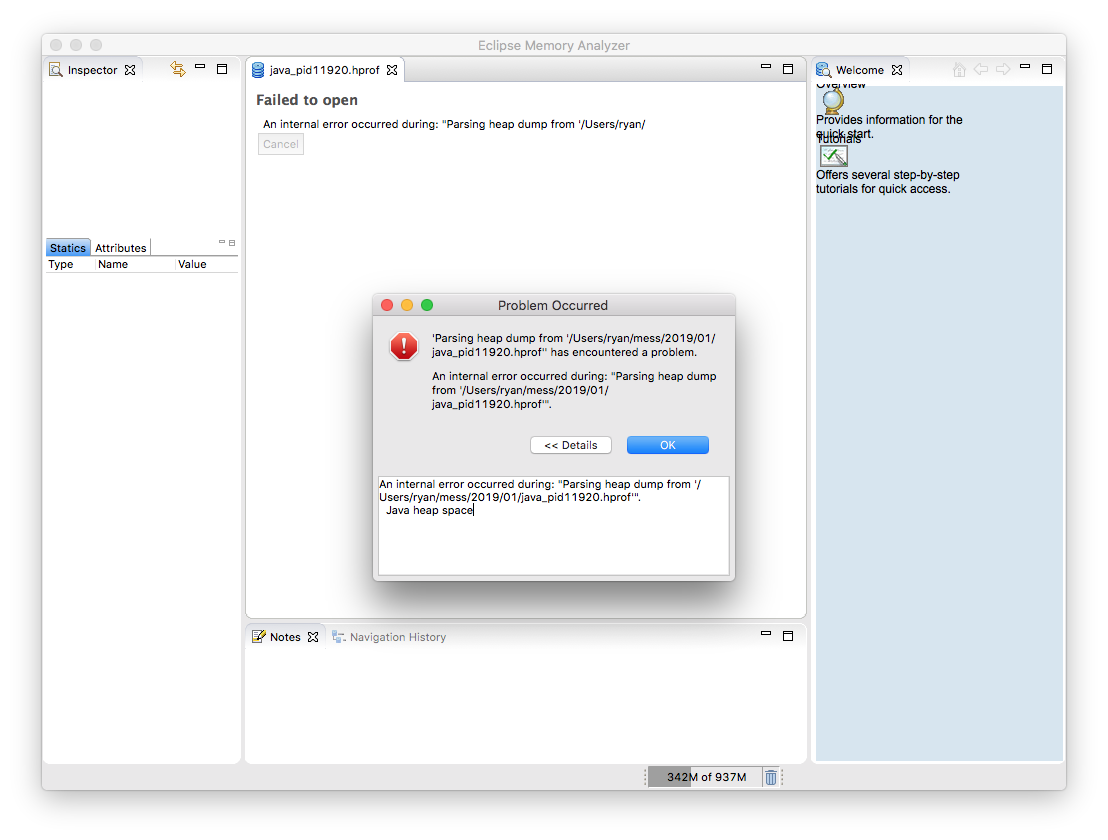 Eclipse Memory Analyzer
Inspector
Statics Attributes
Type Name Value
java_pid11920.hprof
Failed to open
An internal error occurred during: "Parsing heap dump from '/Users/ryan/
Cancel
Welcome
Overview
Provides information for the
quick start.
Tutorials
Offers several step-by-step
tutorials for quick access.
Problem Occurred
'Parsing heap dump from '/Users/ryan/mess/2019/01/
java_pid11920.hprof'' has encountered a problem.
An internal error occurred during: "Parsing heap dump
from '/Users/ryan/mess/2019/01/
java_pid11920.hprof'".
<< Details OK
An internal error occurred during: "Parsing heap dump from '/
Users/ryan/mess/2019/01/java_pid11920.hprof'".
Java heap space
Notes Navigation History
342M of 937M